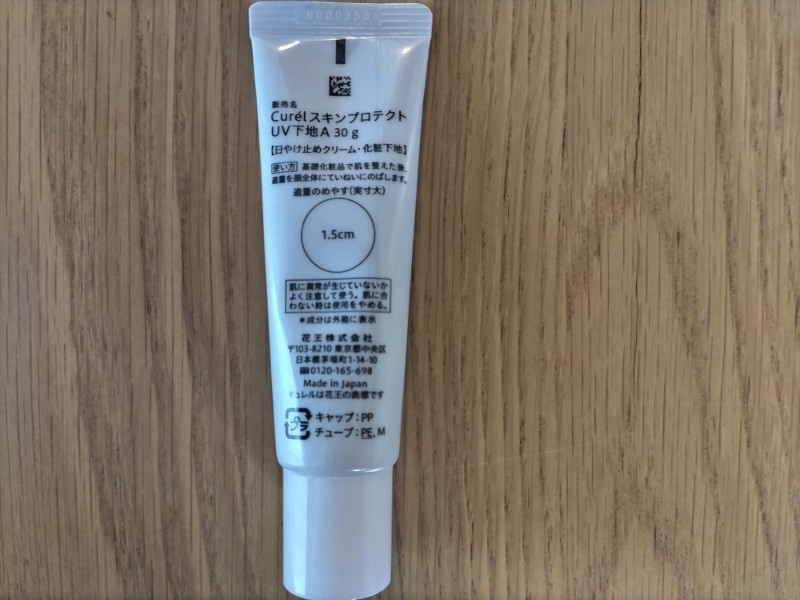 販売名
Curélスキンプロテクト
UV下地A 30g
【日やけ止めクリーム・化粧下地】
使い方 基礎化粧品で肌を整えた後、
適量を顔全体にていねいにのばします。
適量のめやす(実寸大)
1.5cm
肌に異常が生じていないか
よく注意して使う。肌に合
わない時は使用をやめる。
*成分は外箱に表示
花王株式会社
〒103-8210 東京都中央区
日本橋茅場町1-14-10
0120-165-698
Made in Japan
キュレルは花王の商標です
プラ
キャップ:PP
チューブ:PE,M